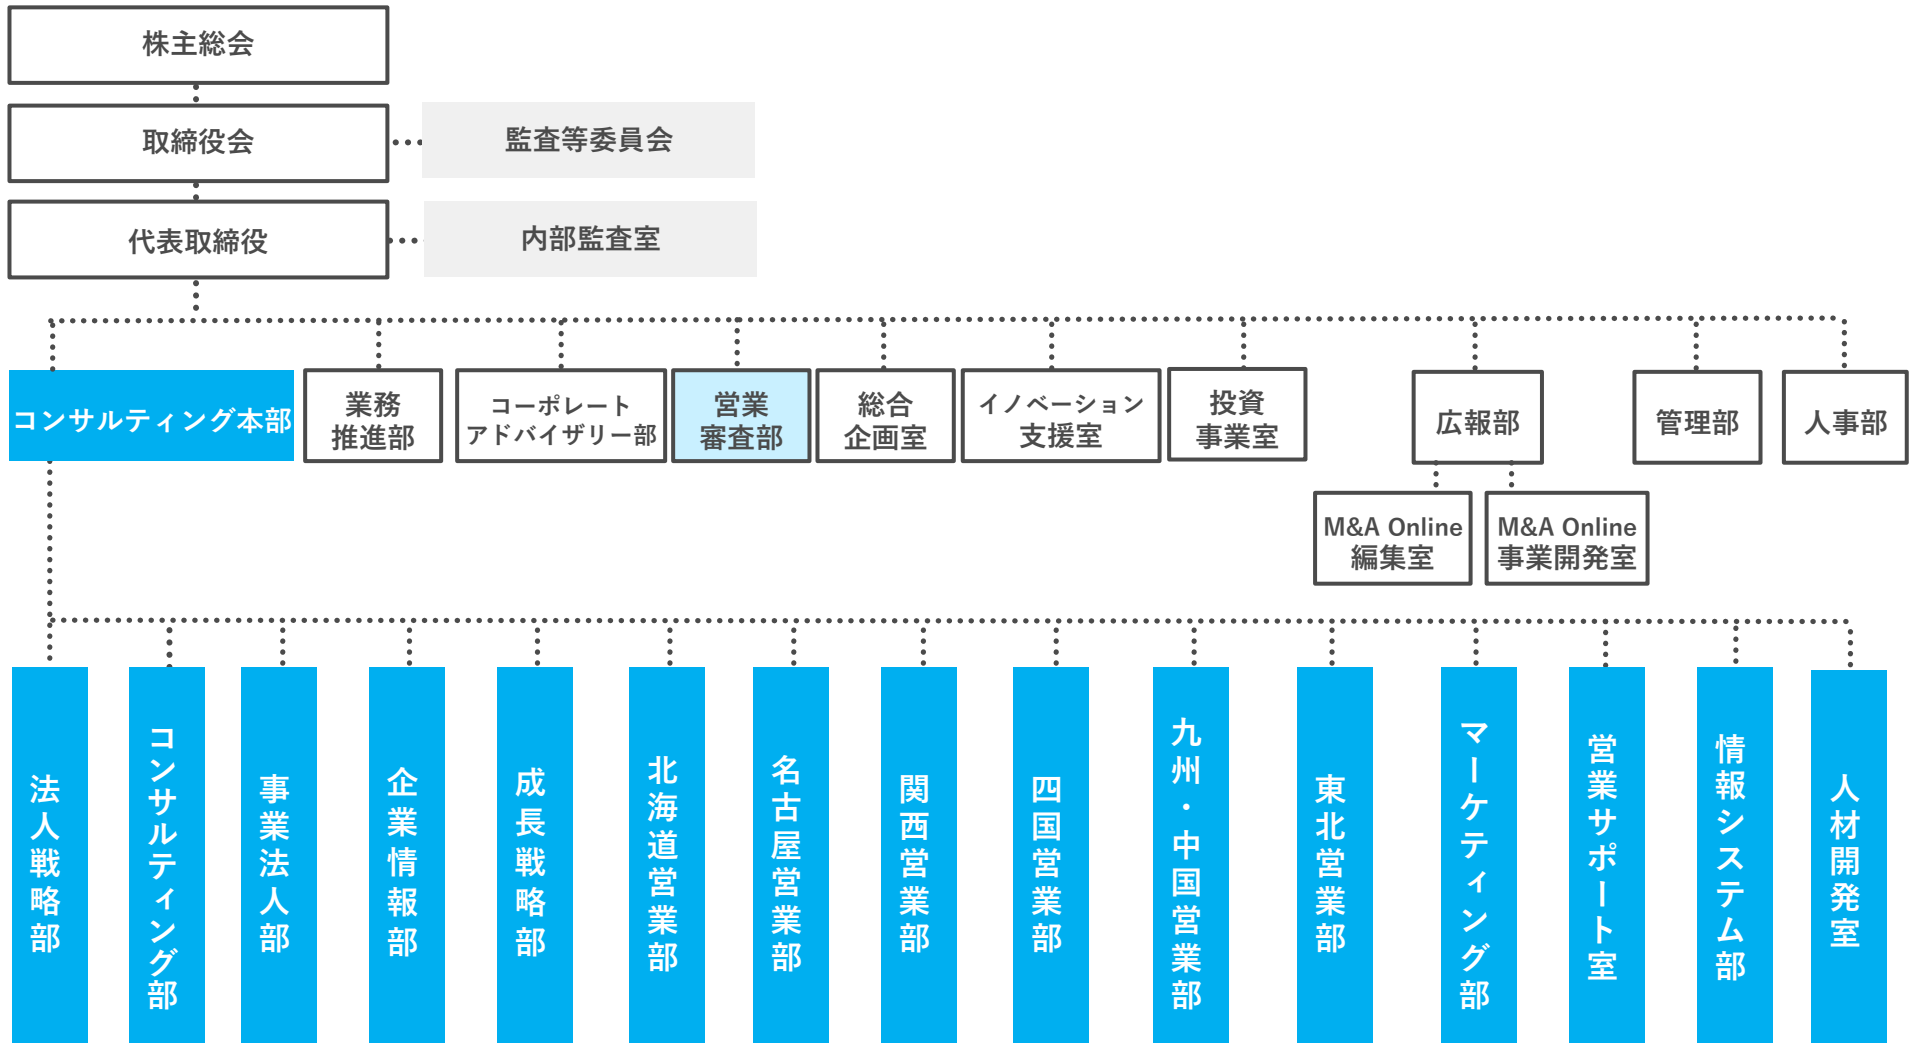 株主総会
取締役会
監査等委員会
代表取締役
内部監査室
コンサルティング本部
業務
推進部
コーポレート
アドバイザリー部
営業
審査部
総合
企画室
イノベーション
支援室
投資
事業室
広報部
管理部
人事部
M&A Online
編集室
M&A Online
事業開発室
法人戦略部
コンサルティング部
事業法人部
企業情報部
成長戦略部
北海道営業部
名古屋営業部
関西営業部
四国営業部
九州・中国営業部
東北営業部
マーケティング部
営業サポート室
情報システム部
人材開発室